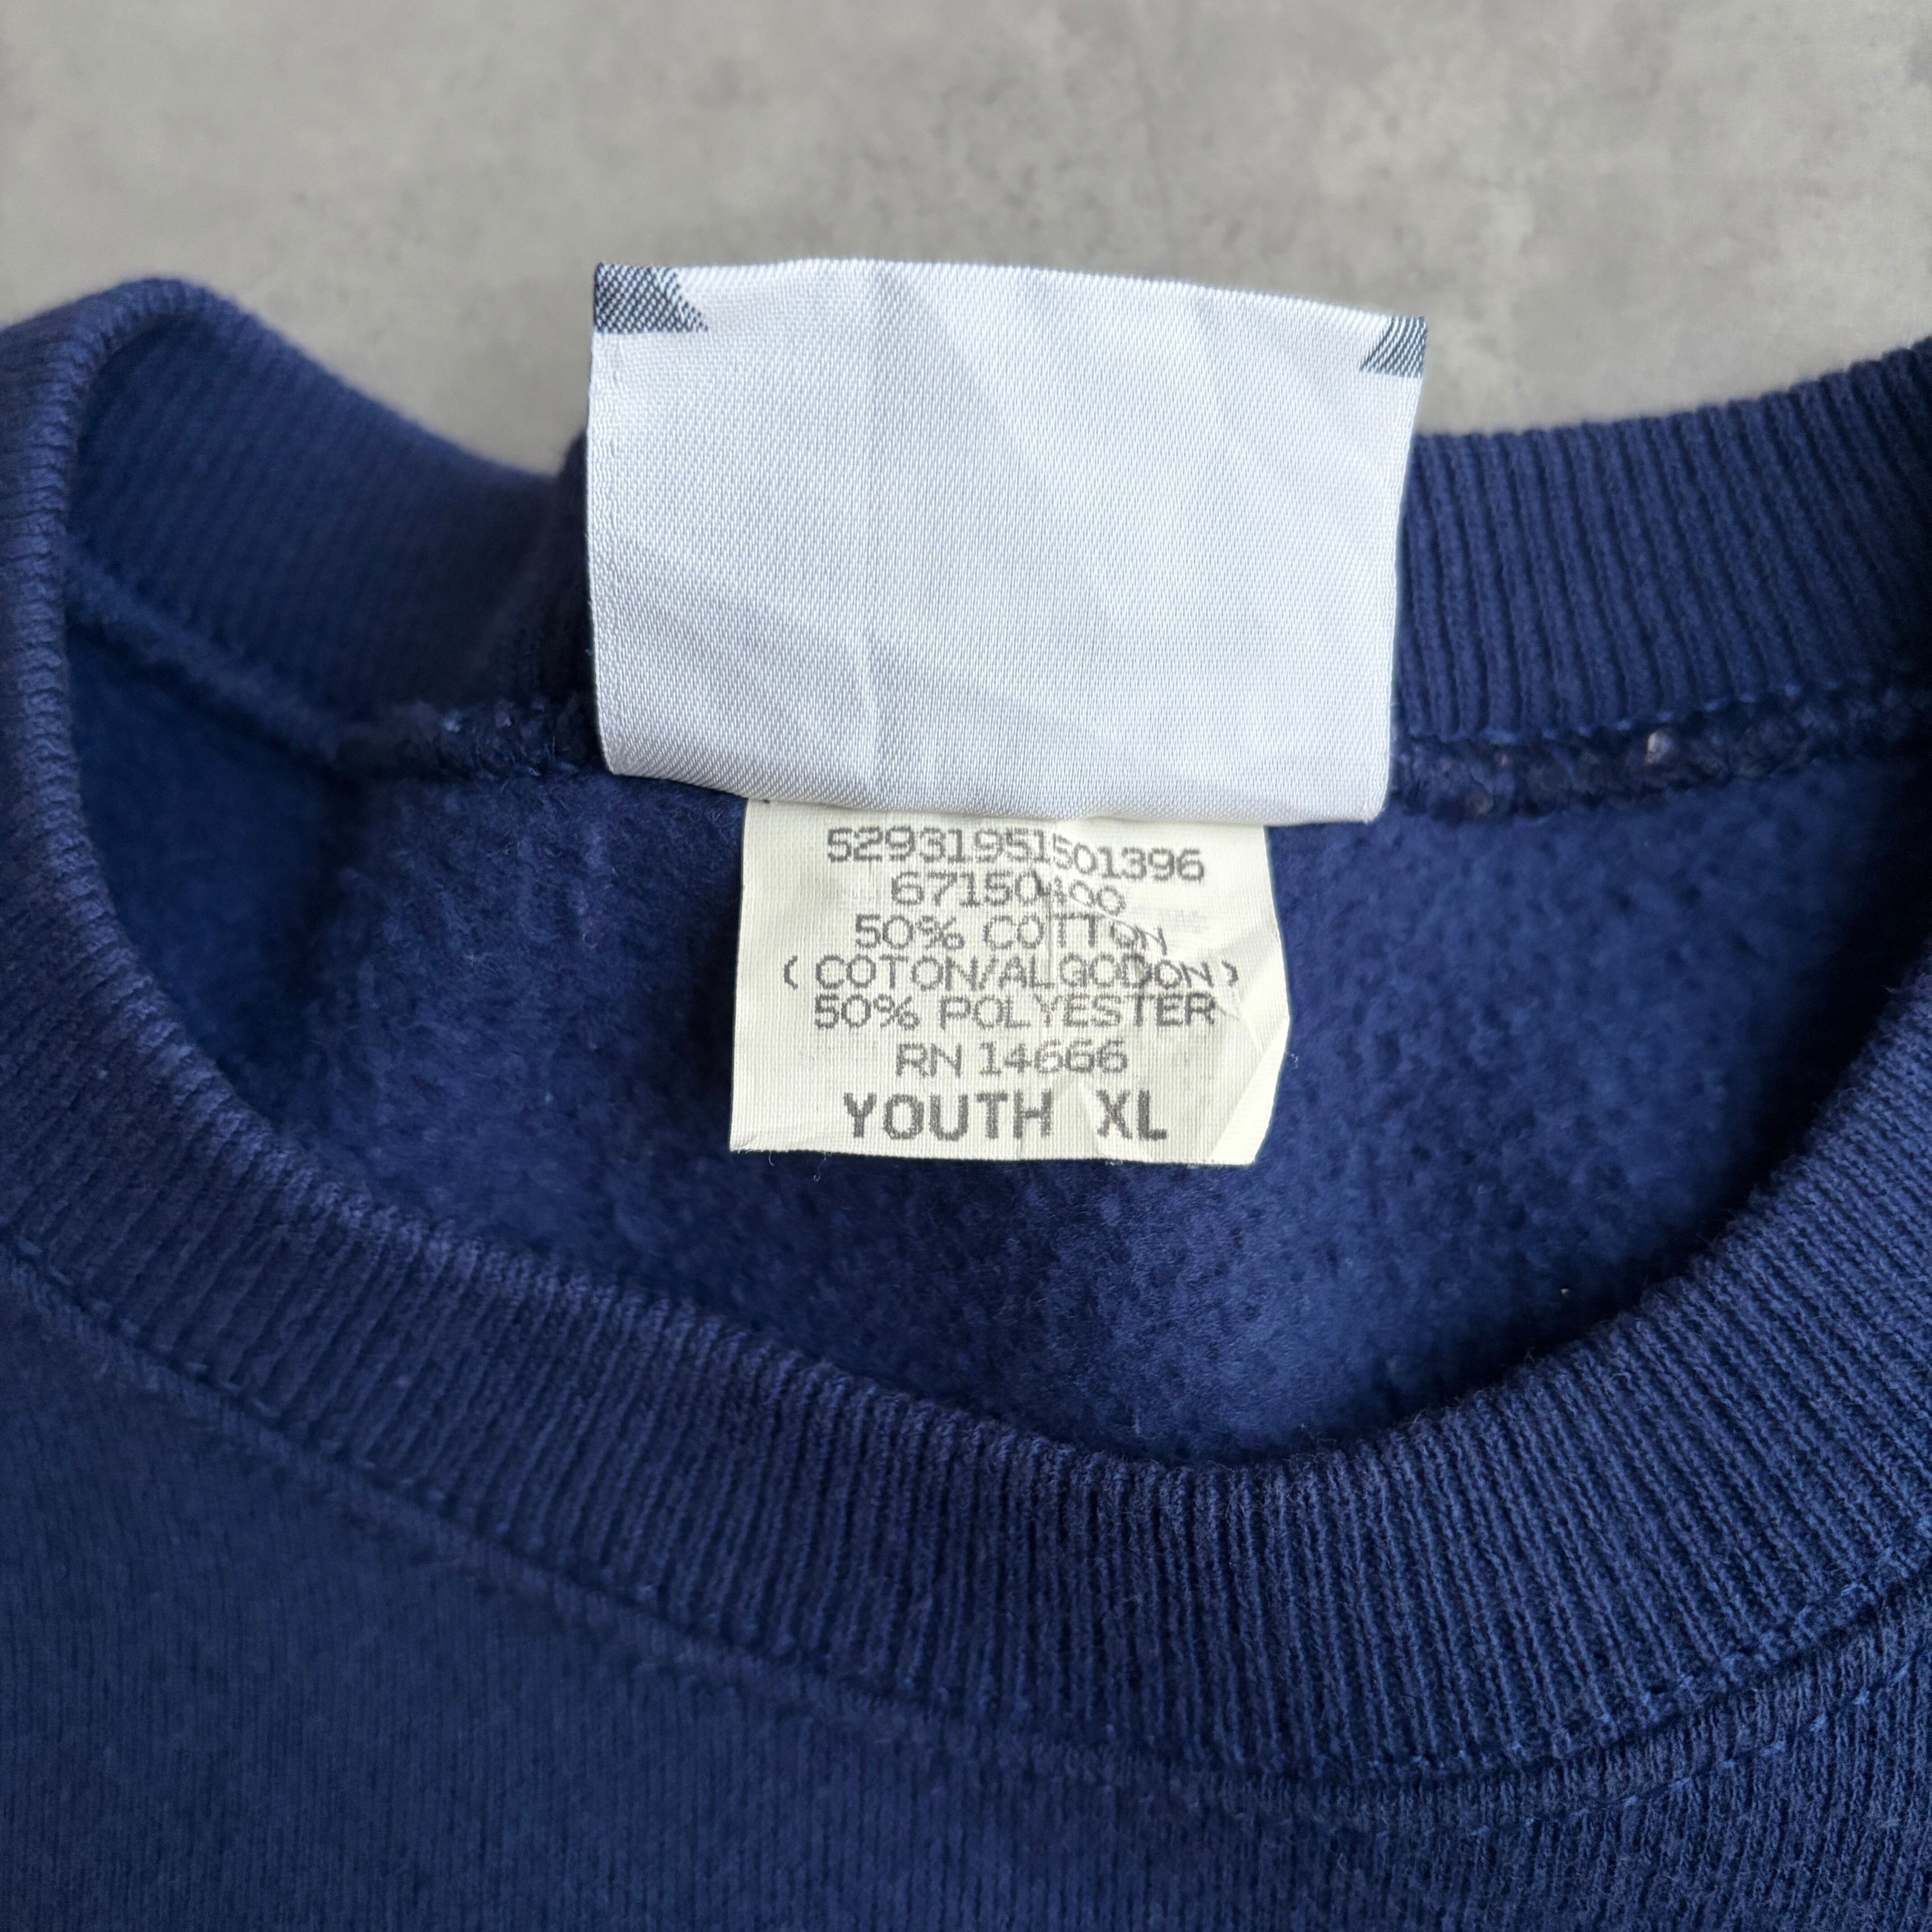 52931951501396
67150400
50% COTTON
(COTON/ALGODON)
50% POLYESTER
RN 14666
YOUTH XL